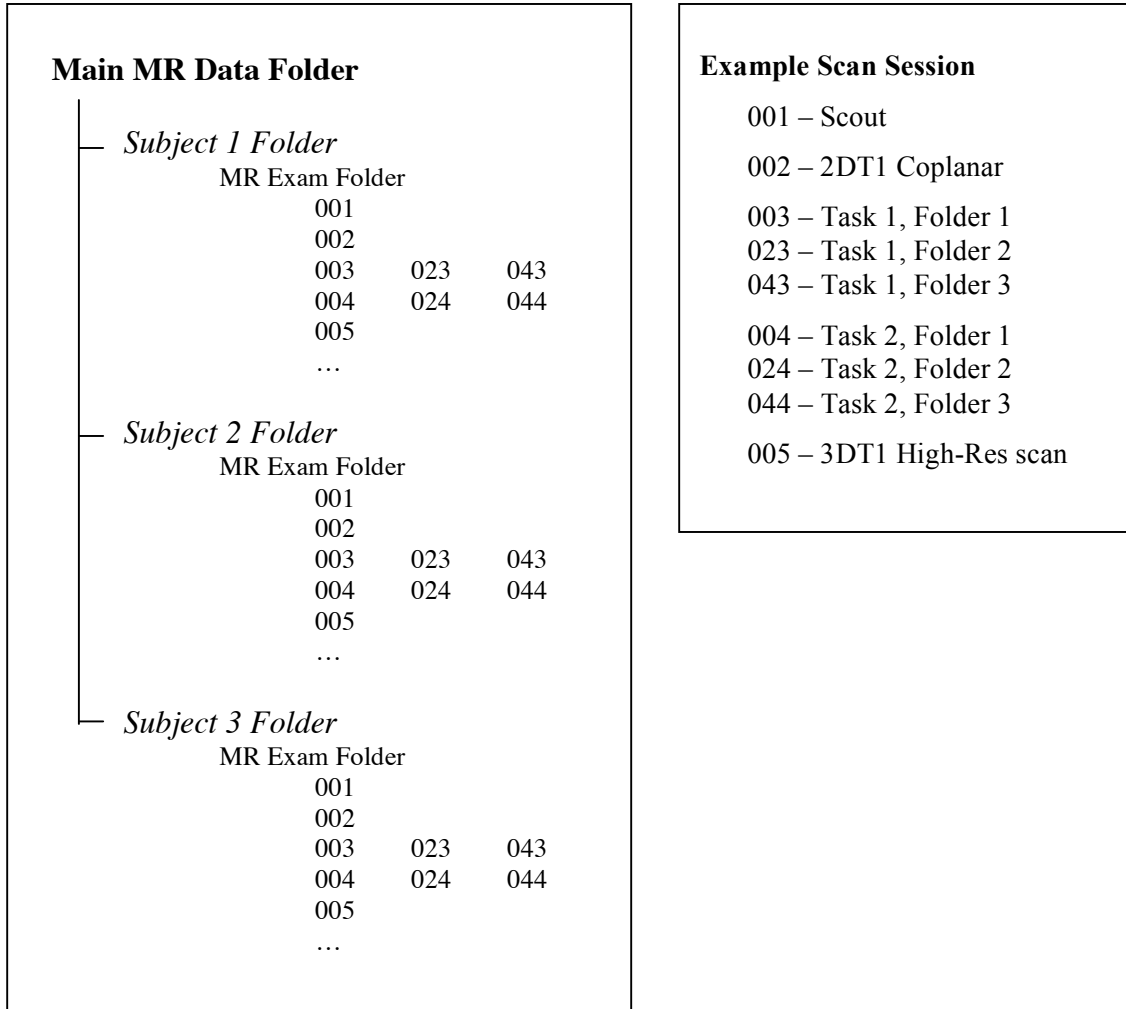 Main MR Data Folder
Subject 1 Folder
MR Exam Folder
001
002
003 023 043
004 024 044
005
…
Subject 2 Folder
MR Exam Folder
001
002
003 023 043
004 024 044
005
…
Subject 3 Folder
MR Exam Folder
001
002
003 023 043
004 024 044
005
…
Example Scan Session
001 – Scout
002 – 2DT1 Coplanar
003 – Task 1, Folder 1
023 – Task 1, Folder 2
043 – Task 1, Folder 3
004 – Task 2, Folder 1
024 – Task 2, Folder 2
044 – Task 2, Folder 3
005 – 3DT1 High-Res scan